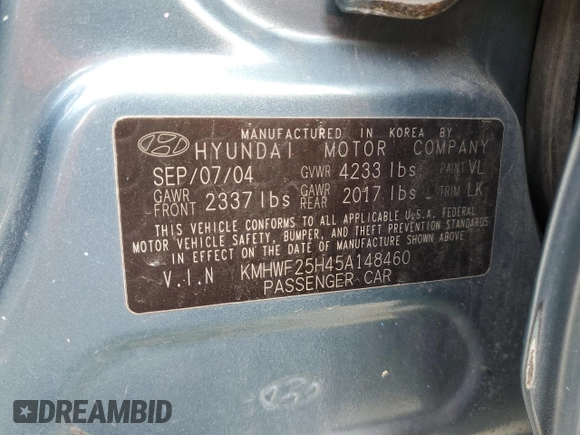 MANUFACTURED IN KOREA BY
HYUNDAI MOTOR COMPANY
SEP/07/04 GVWR 4233 lbs PAINT VL
GAWR FRONT 2337 lbs GAWR REAR 2017 lbs TRIM LK
THIS VEHICLE CONFORMS TO ALL APPLICABLE U.S.A. FEDERAL
MOTOR VEHICLE SAFETY, BUMPER, AND THEFT PREVENTION STANDARDS
IN EFFECT ON THE DATE OF MANUFACTURE SHOWN ABOVE.
V.I.N KMHWF25H45A148460
PASSENGER CAR
DREAMBID